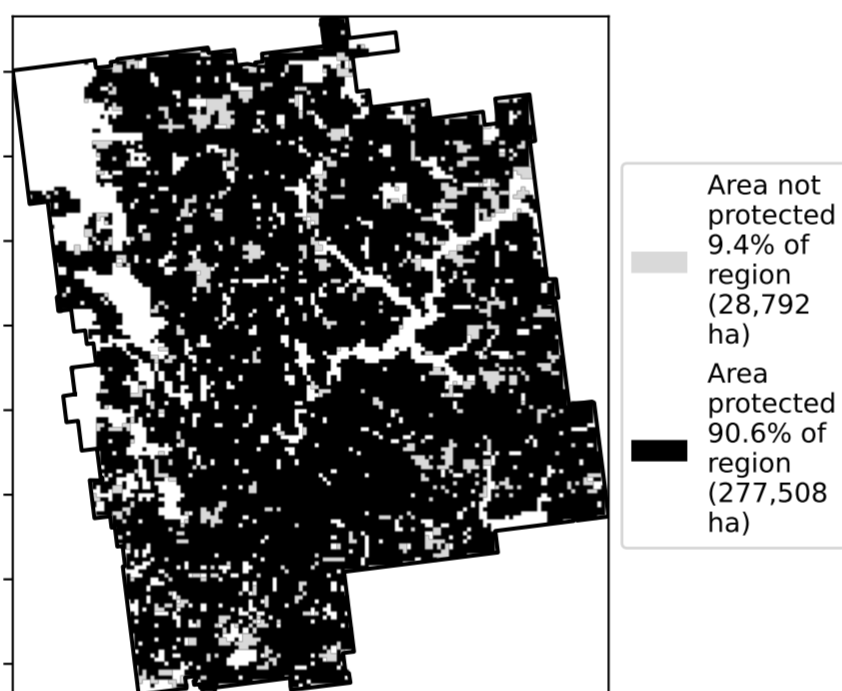 Area not
protected
9.4% of
region
(28,792
ha)
Area
protected
90.6% of
region
(277,508
ha)